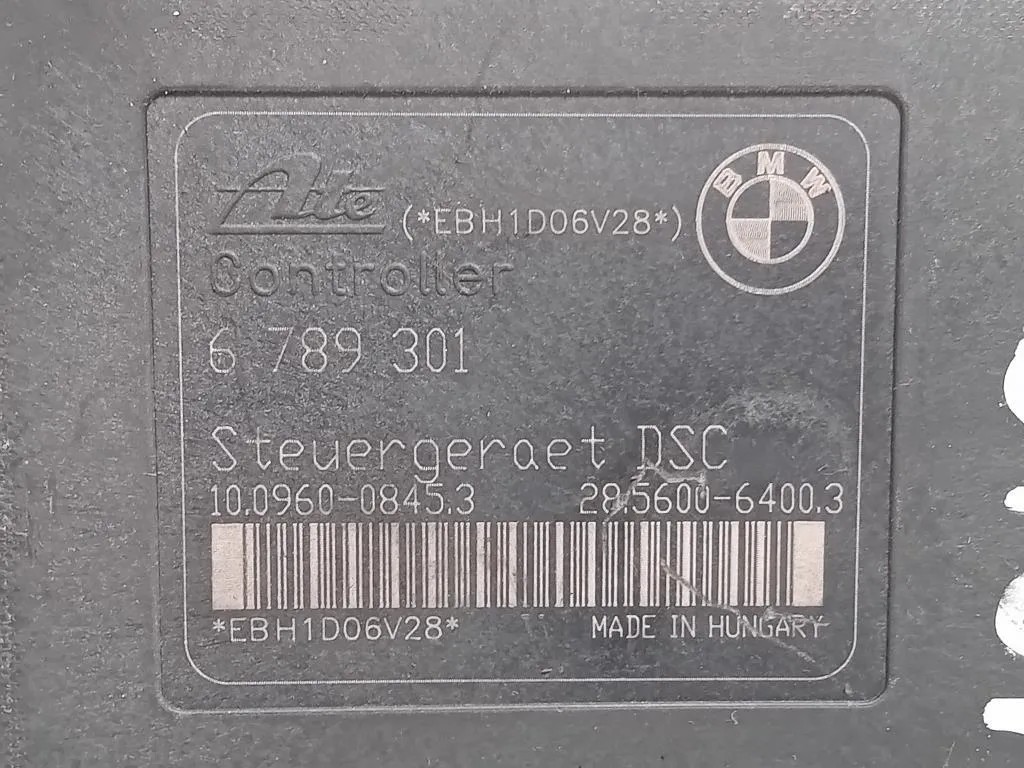 Ate (*EBH1D06V28*) BMW
Controller
6 789 301
Steuergeraet DSC
10.0960-0845.3 28.5600-6400.3
*EBH1D06V28* MADE IN HUNGARY